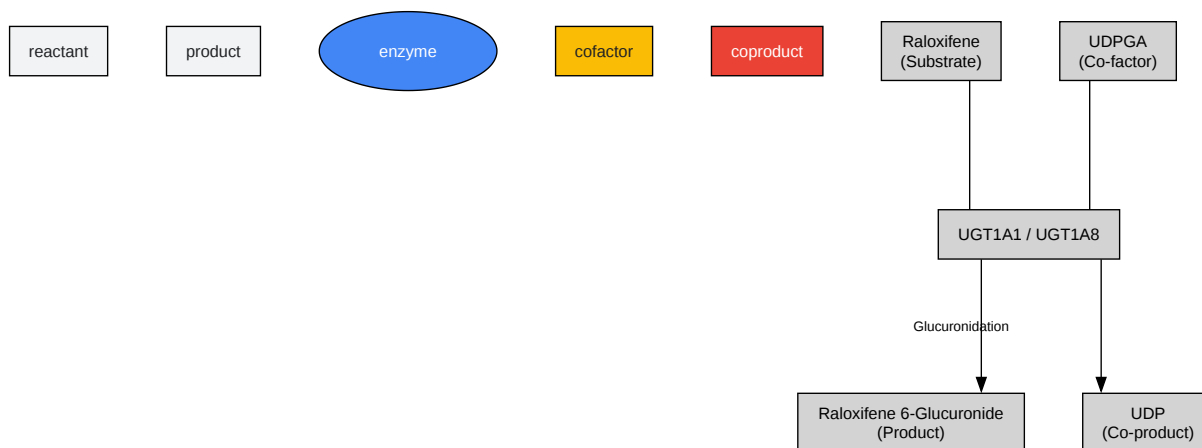 reactant
product
enzyme
cofactor
coproduct
Raloxifene
(Substrate)
UDPGA
(Co-factor)
UGT1A1 / UGT1A8
Glucuronidation
Raloxifene 6-Glucuronide
(Product)
UDP
(Co-product)